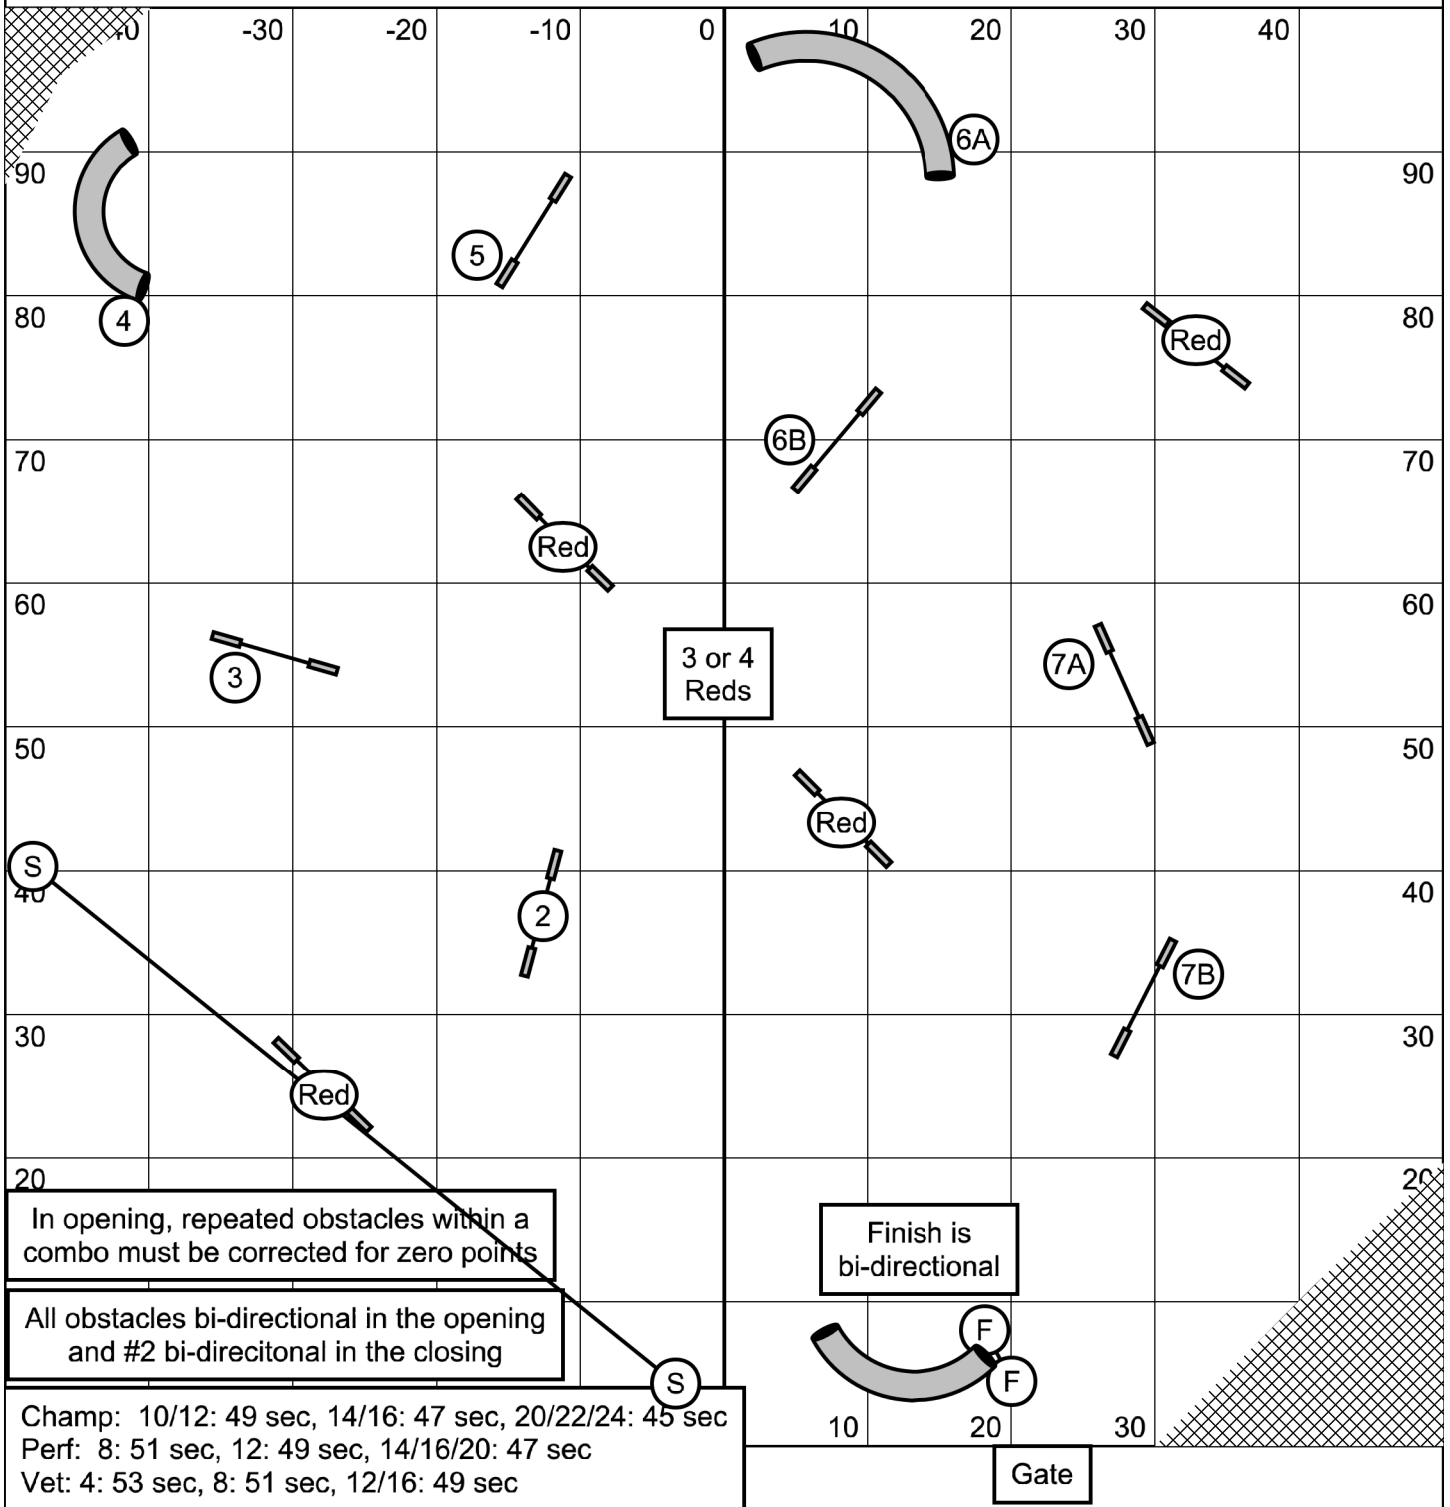 -40 -30 -20 -10 0 10 20 30 40
6A
90 90
5
80 4 80
Red
6B
70 70
Red
60 60
3 or 4
Reds
7A
3
50 50
Red
S
40 40
2
7B
30 30
Red
20 20
In opening, repeated obstacles within a
combo must be corrected for zero points
Finish is
bi-directional
All obstacles bi-directional in the opening
and #2 bi-direcitonal in the closing
F
F
S
Champ: 10/12: 49 sec, 14/16: 47 sec, 20/22/24: 45 sec
Perf: 8: 51 sec, 12: 49 sec, 14/16/20: 47 sec
Vet: 4: 53 sec, 8: 51 sec, 12/16: 49 sec
10 20 30
Gate